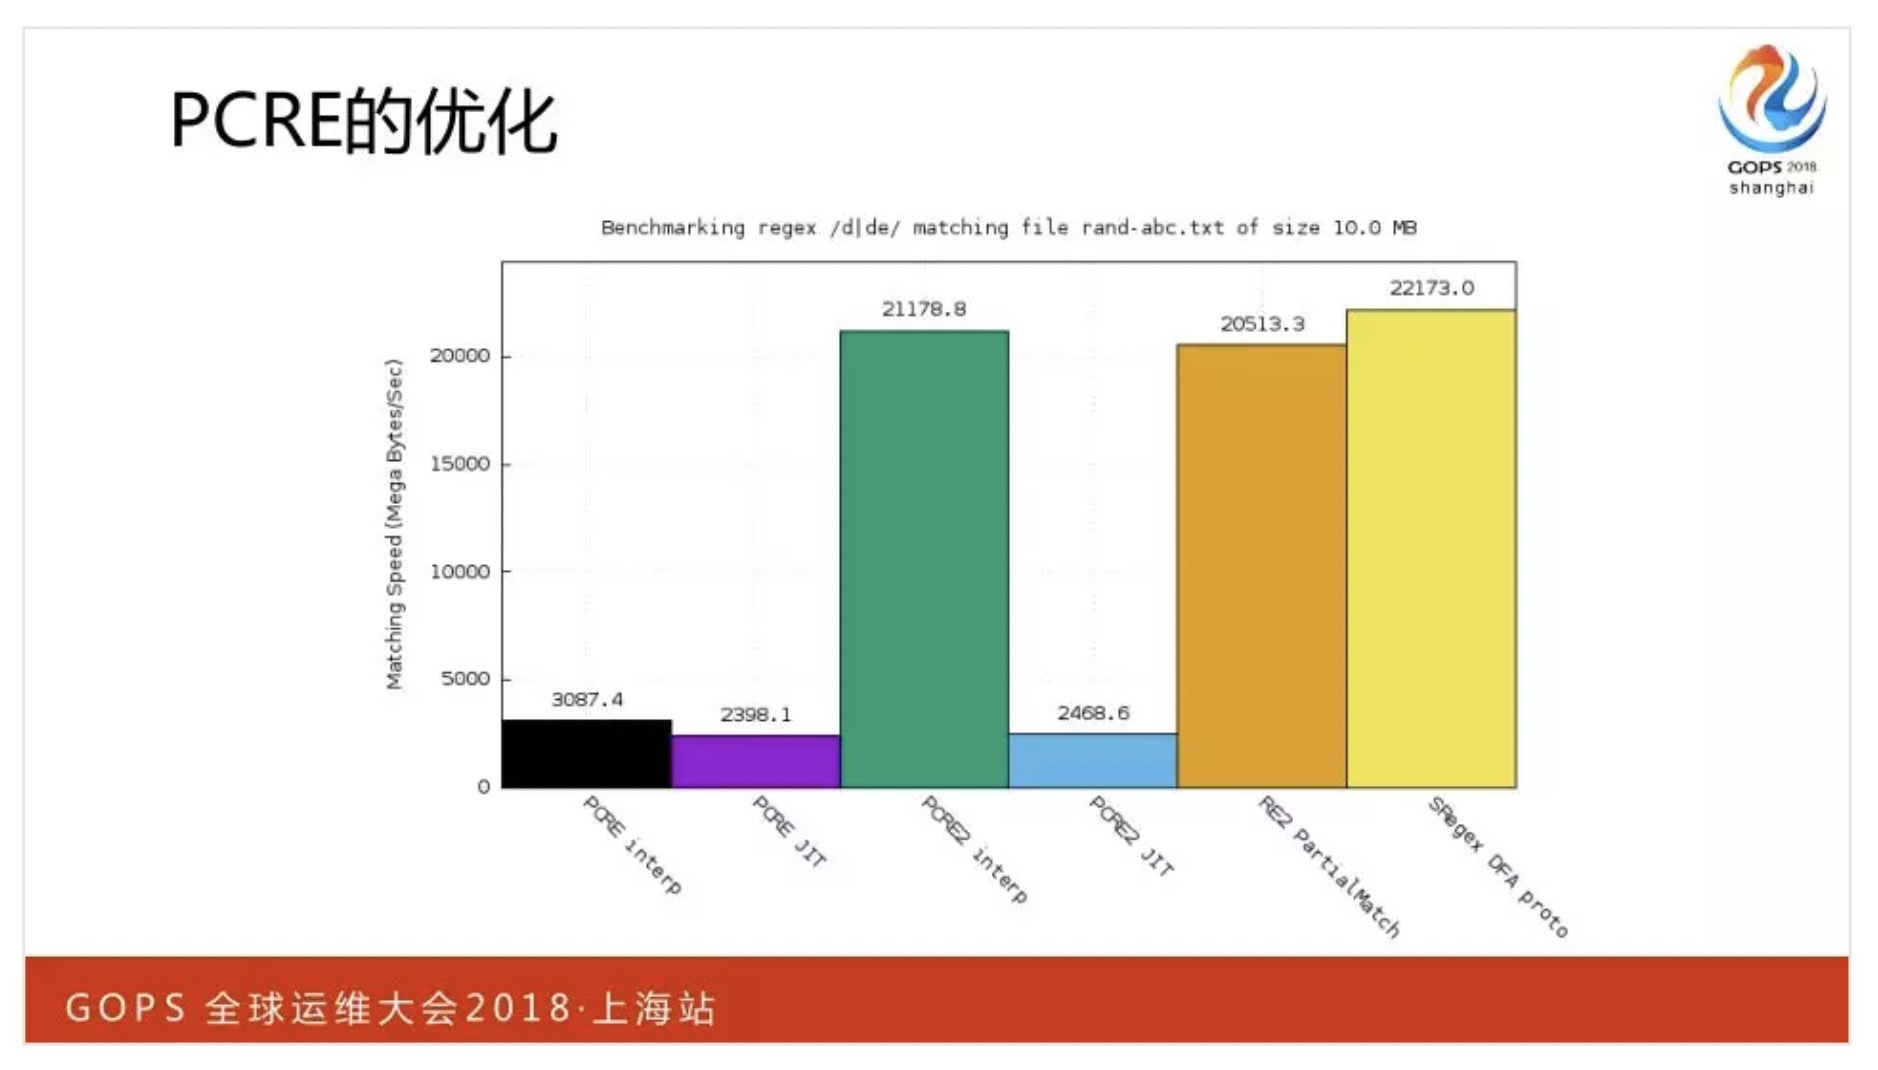 PCRE的优化
GOPS 2018
shanghai
Benchmarking regex /d|de/ matching file rand-abc.txt of size 10.0 MB
Matching Speed (Mega Bytes/Sec)
20000
15000
10000
5000
0
3087.4
2398.1
21178.8
2468.6
20513.3
22173.0
PCRE interp
PCRE JIT
PCRE2 interp
PCRE2 JIT
RE2 PartialMatch
SRegex DFA proto
GOPS 全球运维大会2018·上海站